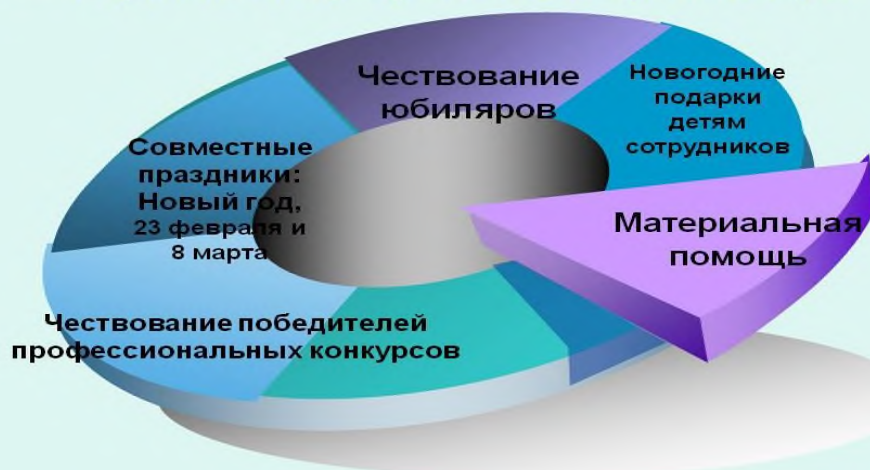 Чествование
юбиляров
Новогодние
подарки
детям
сотрудников
Совместные
праздники:
Новый год,
23 февраля и
8 марта
Материальная
помощь
Чествование победителей
профессиональных конкурсов